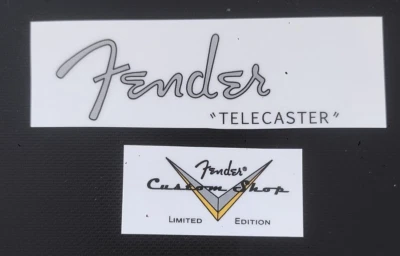 Fender
"TELECASTER"
Fender®
Custom Shop
LIMITED EDITION